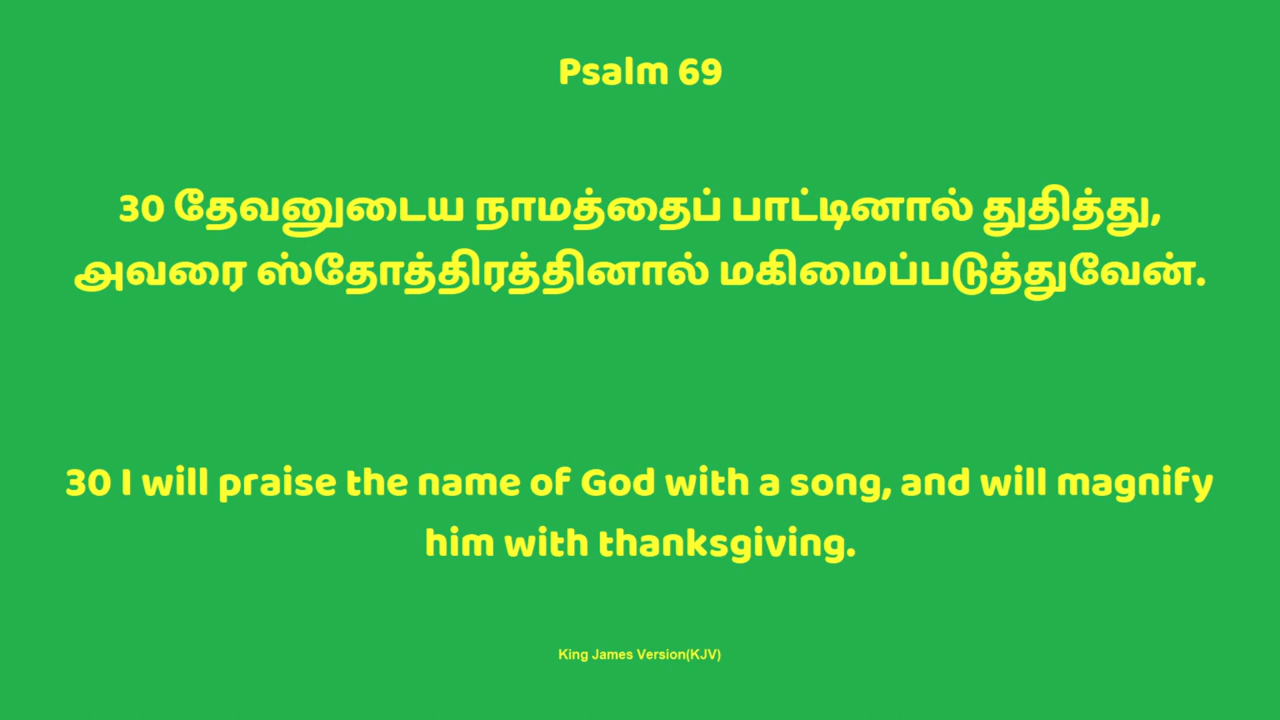 Psalm 69
30 தேவனுடைய நாமத்தைப் பாட்டினால் துதித்து,
அவரை ஸ்தோத்திரத்தினால் மகிமைப்படுத்துவேன்.
30 I will praise the name of God with a song, and will magnify
him with thanksgiving.
King James Version(KJV)